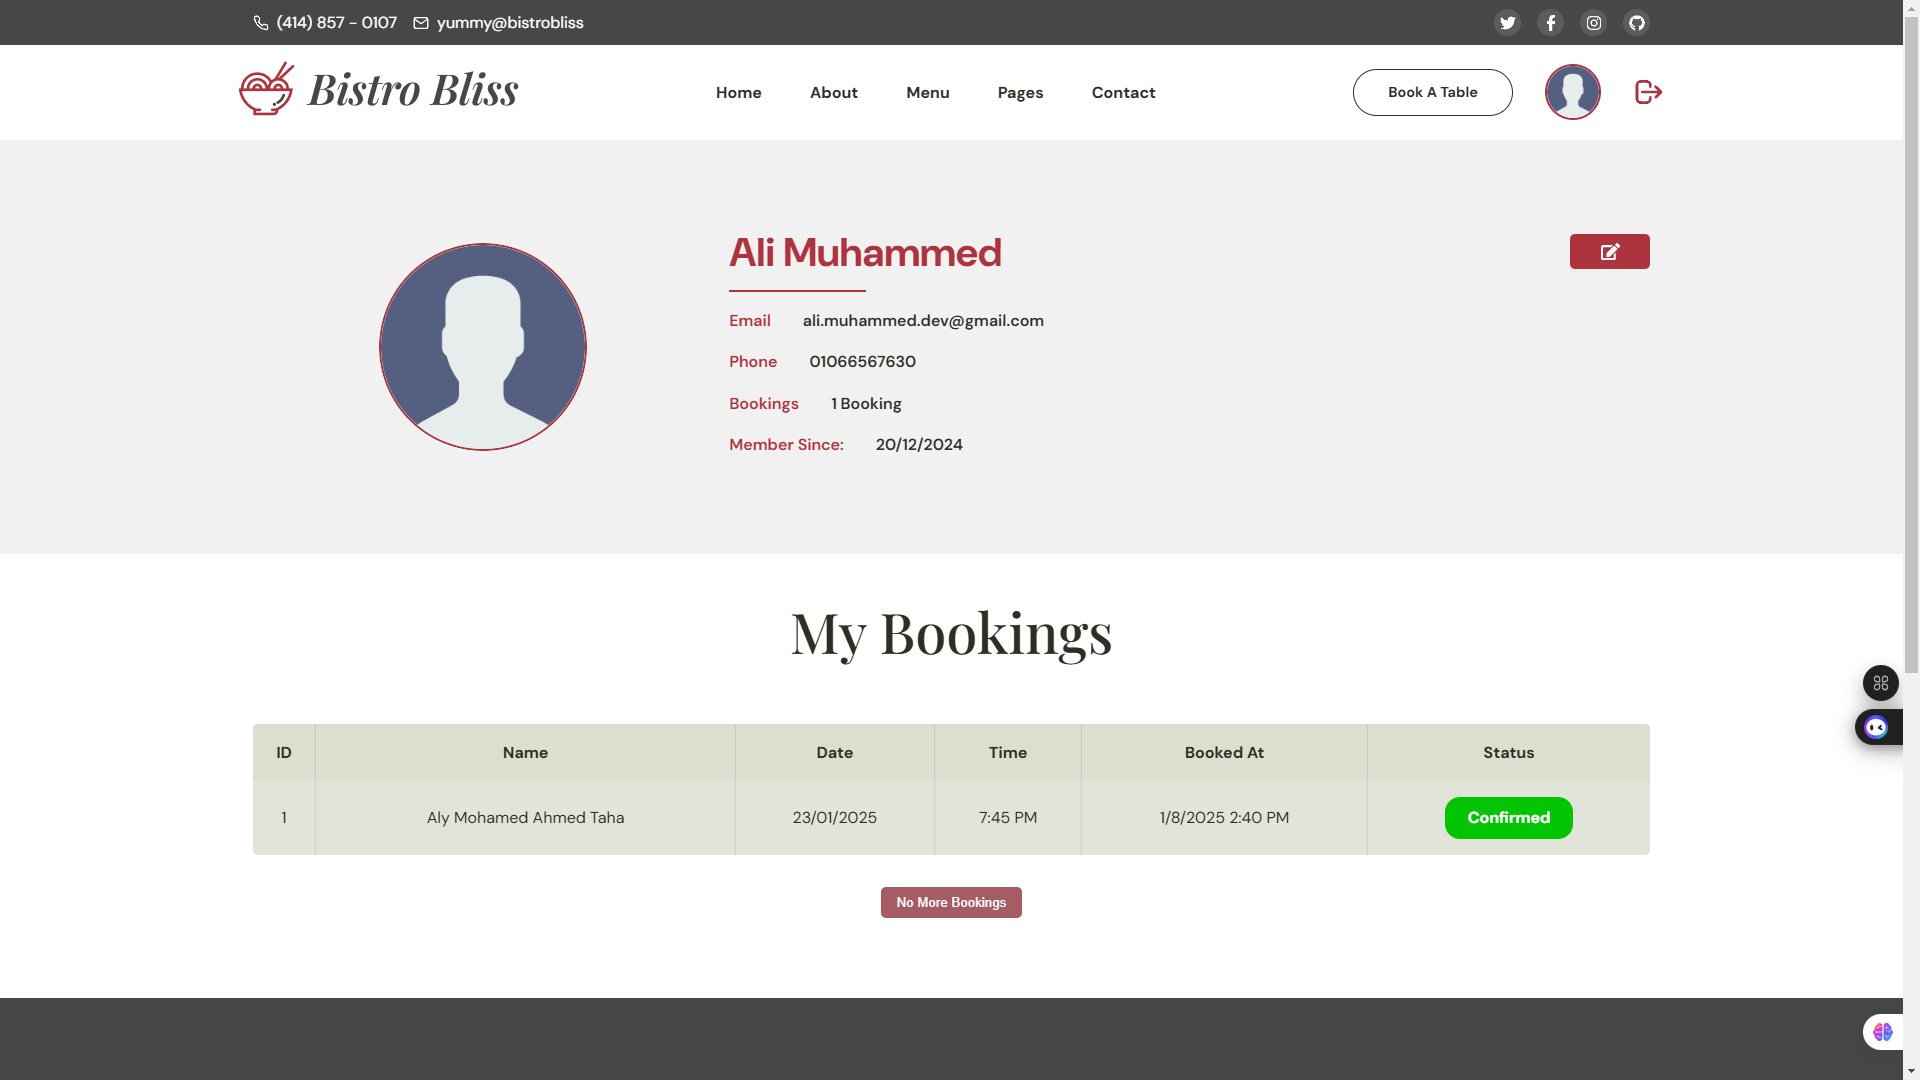 (414) 857 - 0107 yummy@bistrobliss
Bistro Bliss Home About Menu Pages Contact Book A Table
Ali Muhammed
Email ali.muhammed.dev@gmail.com
Phone 01066567630
Bookings 1 Booking
Member Since: 20/12/2024
My Bookings
ID Name Date Time Booked At Status
1 Aly Mohamed Ahmed Taha 23/01/2025 7:45 PM 1/8/2025 2:40 PM Confirmed
No More Bookings